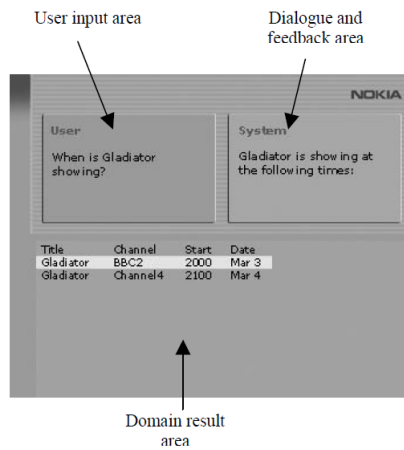 User input area
Dialogue and
feedback area
NOKIA
User
When is Gladiator
showing?
System
Gladiator is showing at
the following times:
Title Channel Start Date
Gladiator BBC2 2000 Mar 3
Gladiator Channel4 2100 Mar 4
Domain result
area